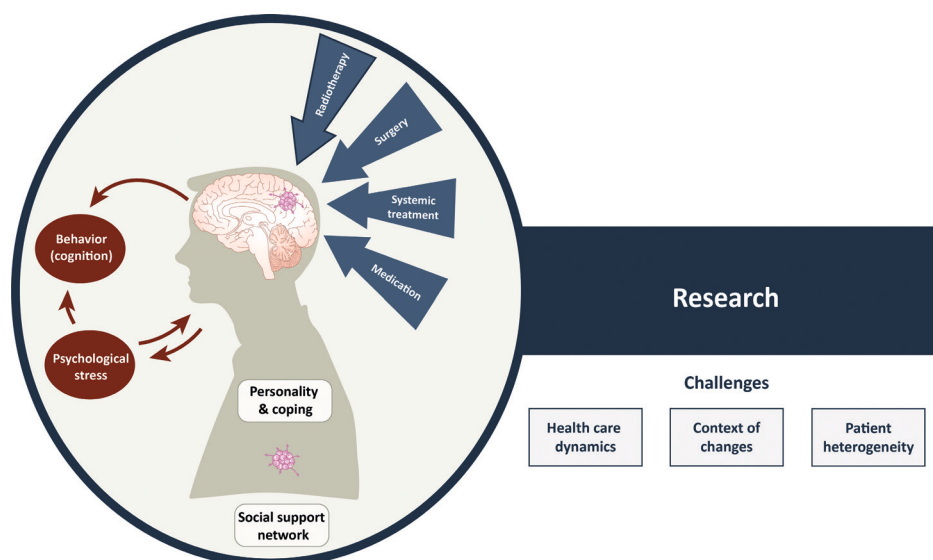 Radiotherapy
Surgery
Systemic
treatment
Medication
Behavior
(cognition)
Psychological
stress
Personality
& coping
Social support
network
Research
Challenges
Health care
dynamics
Context of
changes
Patient
heterogeneity